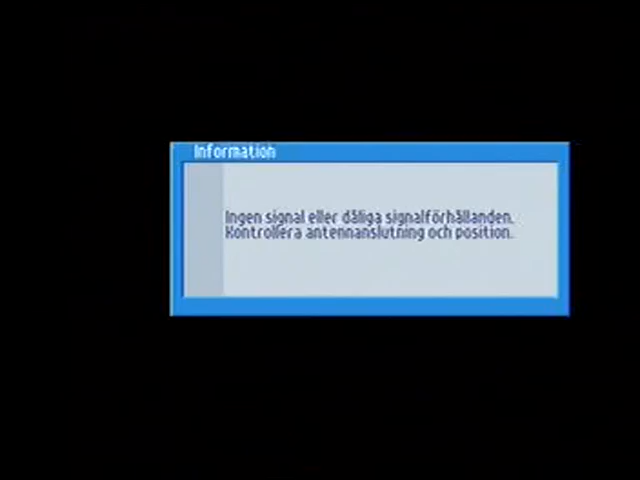 Information
Ingen signal eller dåliga signalförhållanden.
Kontrollera antennanslutning och position.